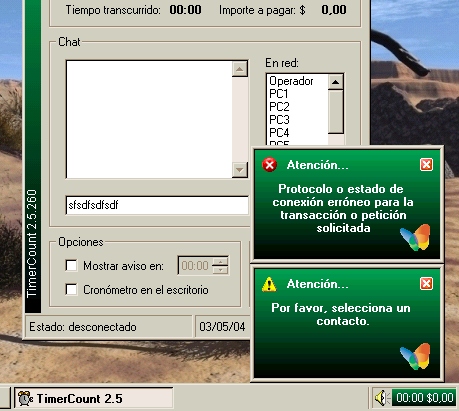 Tiempo transcurrido: 00:00 Importe a pagar: $ 0,00
Chat
En red:
Operador
PC1
PC2
PC3
PC4
sfsdfsdfsdf
Atención...
Protocolo o estado de
conexión erróneo para la
transacción o petición
solicitada
Opciones
Mostrar aviso en: 00:00
Cronómetro en el escritorio
Atención...
Por favor, selecciona un
contacto.
TimerCount 2.5.260
Estado: desconectado 03/05/04
TimerCount 2.5
00:00 $0,00